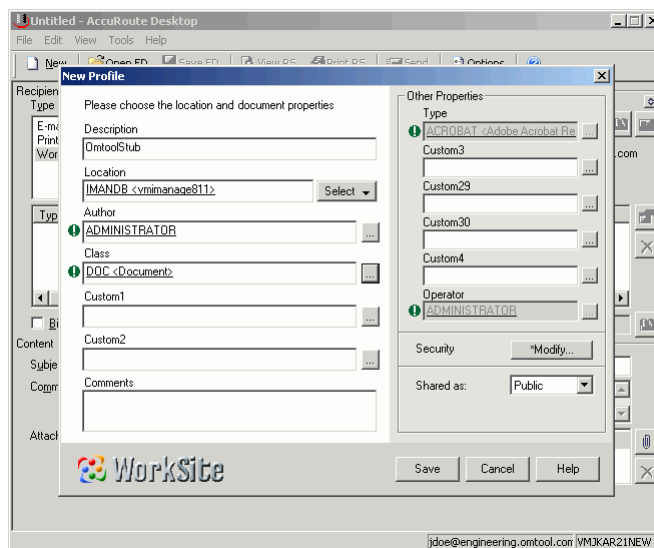 Untitled - AccuRoute Desktop
File Edit View Tools Help
New Open ED Save ED View RS Print RS Send Options
New Profile
Recipien
Type
E-ma
Print
Wor
.com
Typ
Bi
Content
Subje
Comm
Attach
Please choose the location and document properties
Description
OmtoolStub
Location
IMANDB <vmimanage811>
Select
Author
ADMINISTRATOR
...
Class
DOC <Document>
...
Custom1
...
Custom2
...
Comments
Other Properties
Type
ACROBAT <Adobe Acrobat Re
...
Custom3
...
Custom29
...
Custom30
...
Custom4
...
Operator
ADMINISTRATOR
...
Security
*Modify...
Shared as:
Public
WorkSite
Save Cancel Help
jdoe@engineering.omtool.com VMJKAR21NEW